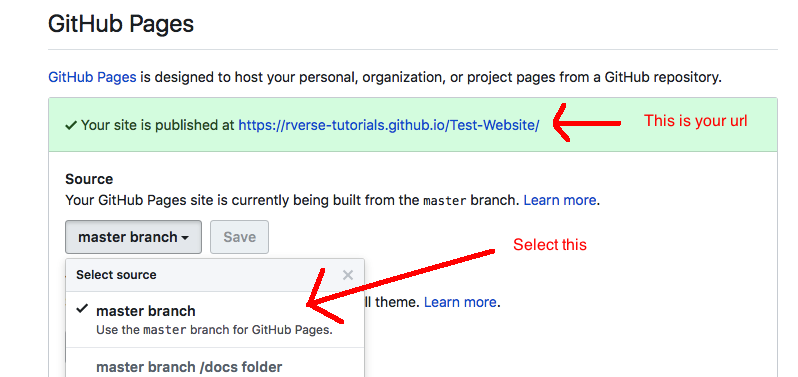 GitHub Pages
GitHub Pages is designed to host your personal, organization, or project pages from a GitHub repository.
Your site is published at https://rverse-tutorials.github.io/Test-Website/
This is your url
Source
Your GitHub Pages site is currently being built from the master branch. Learn more.
master branch
Save
Select this
Select source
master branch
ll theme. Learn more.
Use the master branch for GitHub Pages.
master branch /docs folder